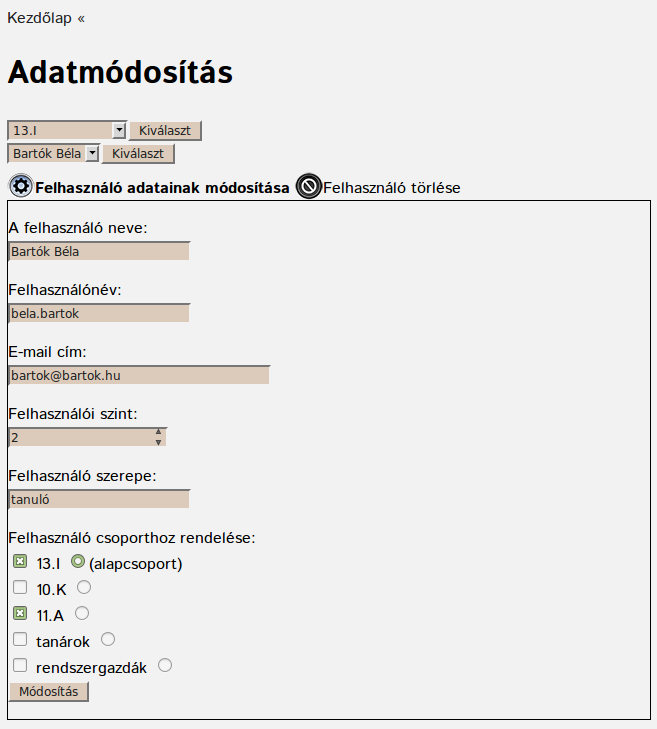 Kezdőlap «
Adatmódosítás
13.I Kiválaszt
Bartók Béla Kiválaszt
Felhasználó adatainak módosítása Felhasználó törlése
A felhasználó neve:
Bartók Béla
Felhasználónév:
bela.bartok
E-mail cím:
bartok@bartok.hu
Felhasználói szint:
2
Felhasználó szerepe:
tanuló
Felhasználó csoporthoz rendelése:
13.I (alapcsoport)
10.K
11.A
tanárok
rendszergazdák
Módosítás